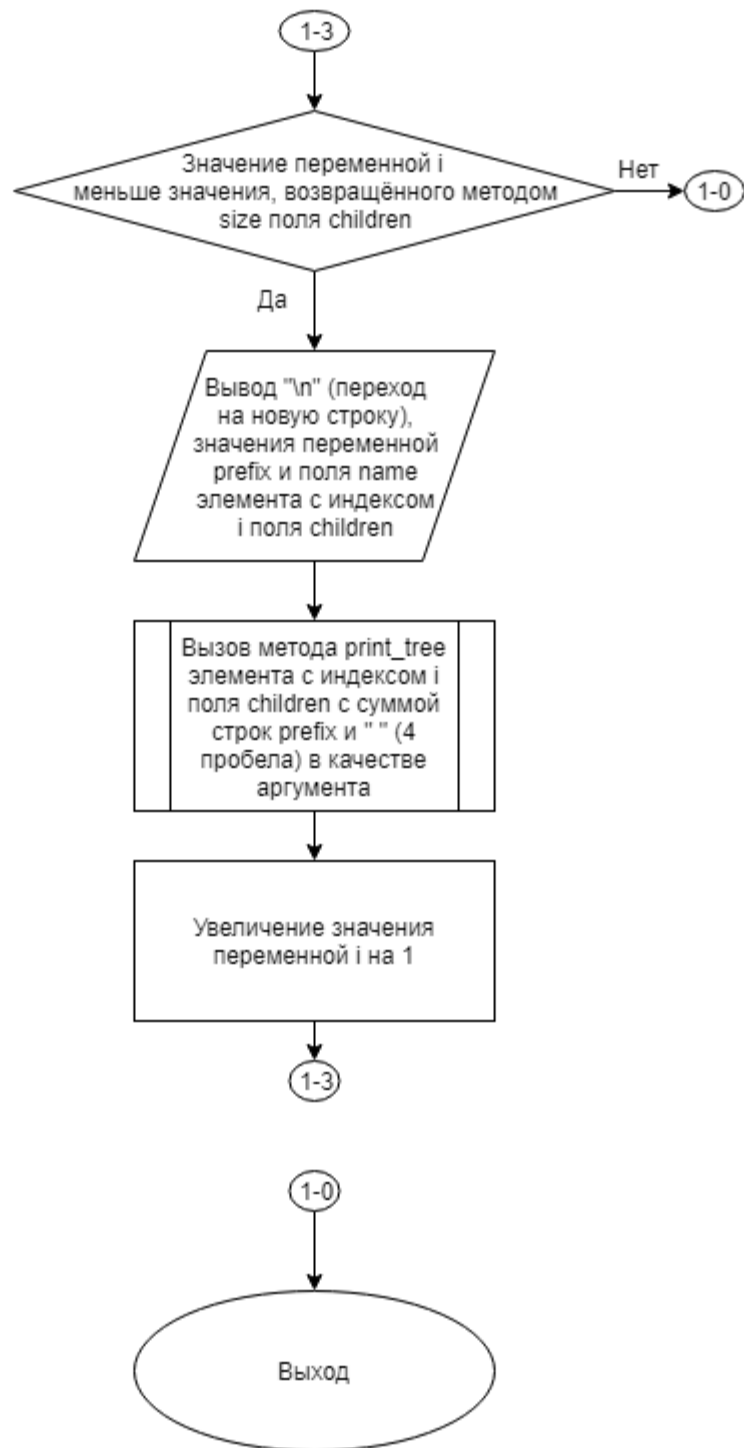 1-3
Значение переменной i
меньше значения, возвращённого методом
size поля children
Нет
1-0
Да
Вывод "\n" (переход
на новую строку),
значения переменной
prefix и поля name
элемента с индексом
i поля children
Вызов метода print_tree
элемента с индексом i
поля children с суммой
строк prefix и " " (4
пробела) в качестве
аргумента
Увеличение значения
переменной i на 1
1-3
1-0
Выход